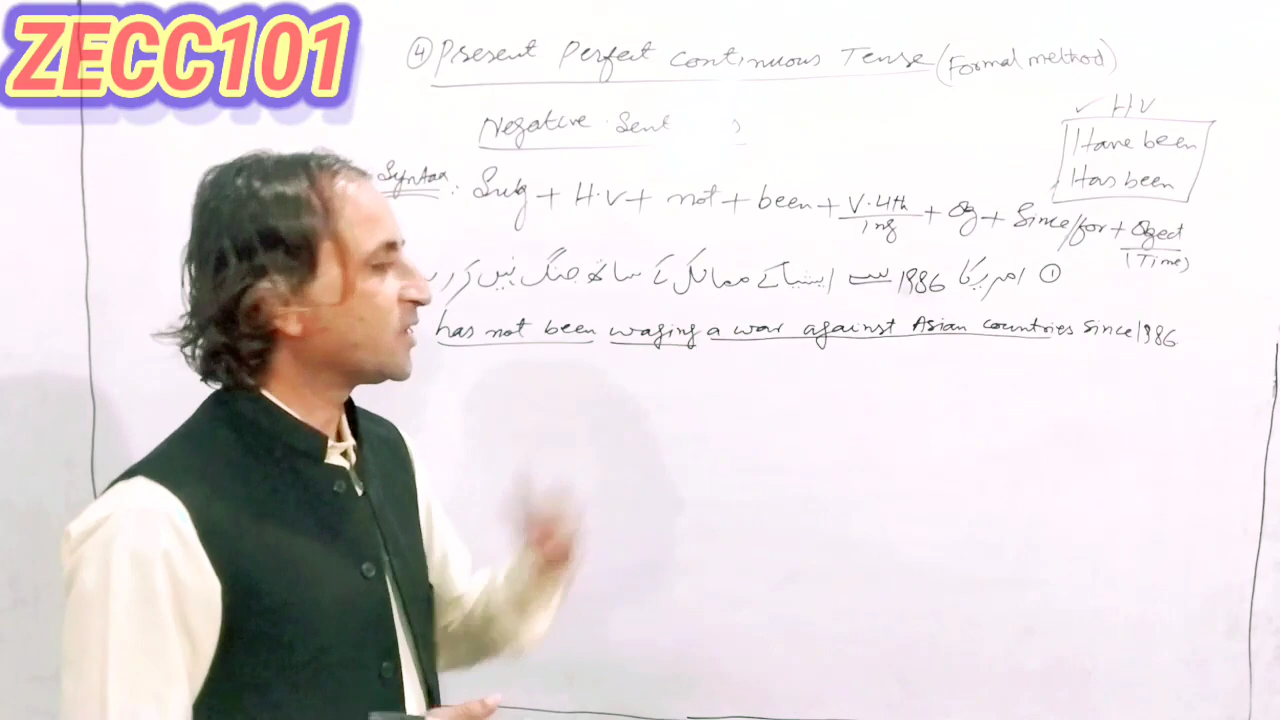 ZECC101
④ Present Perfect Continuous Tense (Formal method)
Negative Sent
✓ HV
Have been
Has been
Syntax: Sub + H.V + not + been + V.4th + Ob + Since/for + Object
ing
(Time)
① امریکا 1986 سے ایشیا کے ممالک کے ساتھ جنگ نہیں کر
has not been waging a war against Asian countries since 1986